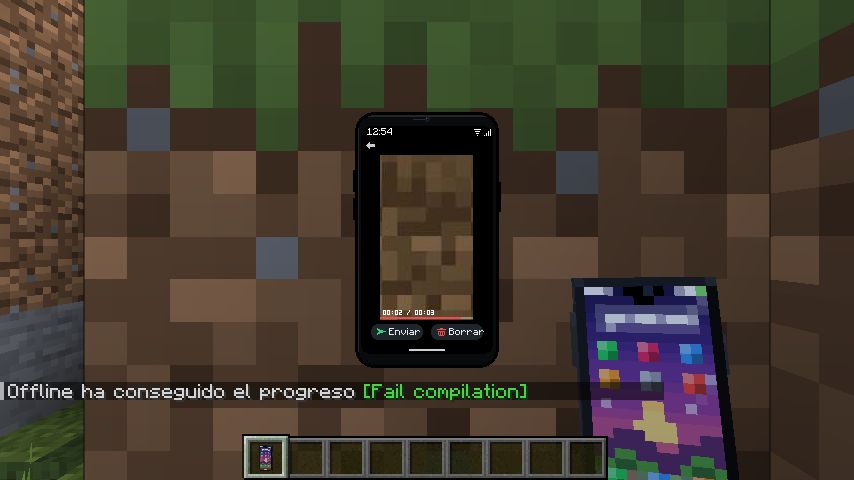 12:54
00:02 / 00:03
Enviar
Borrar
Offline ha conseguido el progreso [Fail compilation]